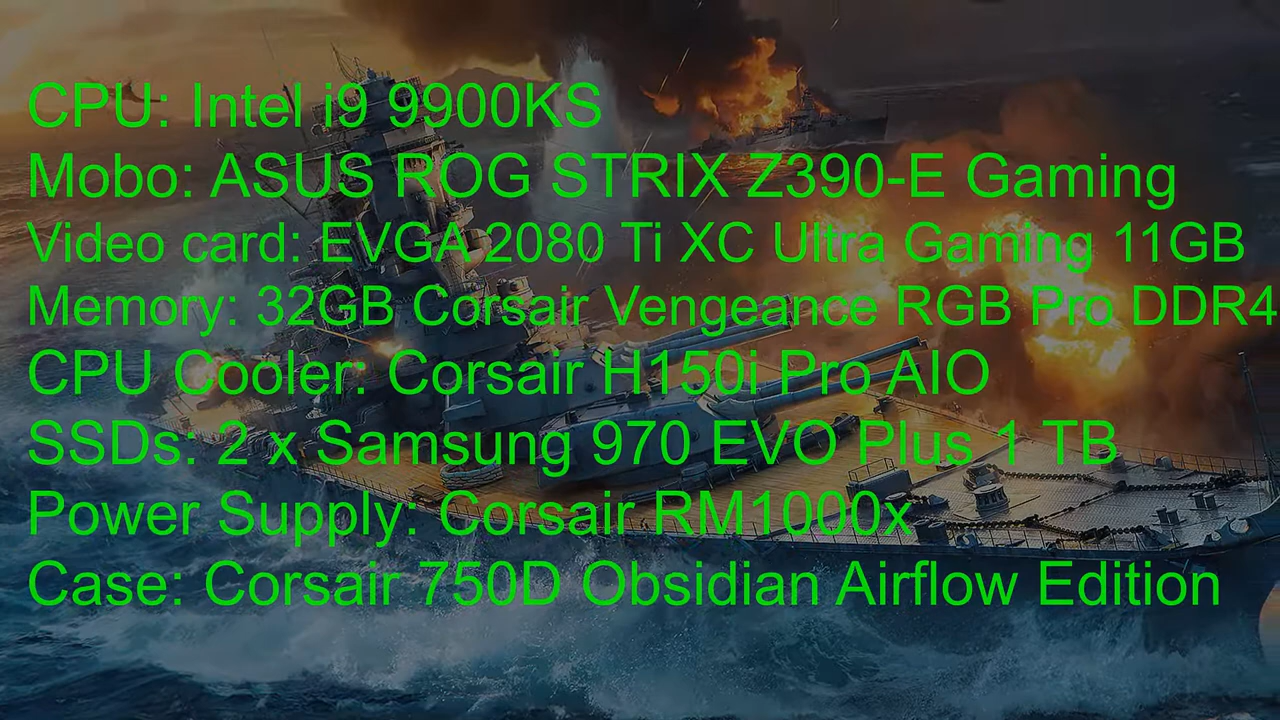 CPU: Intel i9 9900KS
Mobo: ASUS ROG STRIX Z390-E Gaming
Video card: EVGA 2080 Ti XC Ultra Gaming 11GB
Memory: 32GB Corsair Vengeance RGB Pro DDR4
CPU Cooler: Corsair H150i Pro AIO
SSDs: 2 x Samsung 970 EVO Plus 1 TB
Power Supply: Corsair RM1000x
Case: Corsair 750D Obsidian Airflow Edition